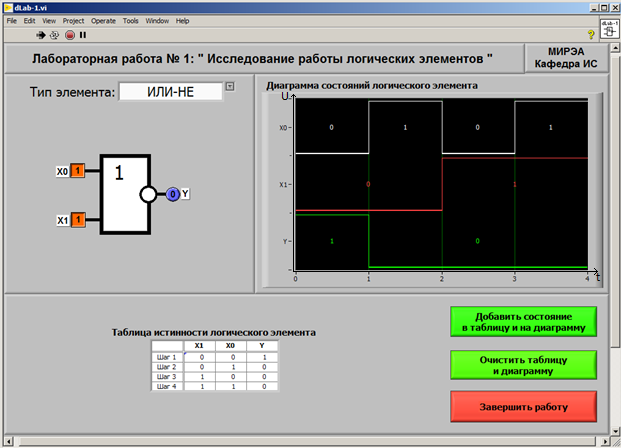 dLab-1.vi
File Edit View Project Operate Tools Window Help
?
dLab-1
Лабораторная работа № 1: " Исследование работы логических элементов "
МИРЭА
Кафедра ИС
Тип элемента: ИЛИ-НЕ
X0 1
1
0 Y
X1 1
Диаграмма состояний логического элемента
U
X0
0 1 0 1
X1
0 1
Y
1 0
0 1 2 3 4 t
Таблица истинности логического элемента
X1 X0 Y
Шаг 1 0 0 1
Шаг 2 0 1 0
Шаг 3 1 0 0
Шаг 4 1 1 0
Добавить состояние
в таблицу и на диаграмму
Очистить таблицу
и диаграмму
Завершить работу